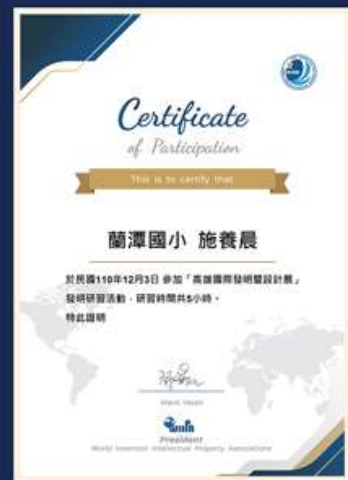 Certificate
of Participation
This is to certify that
蘭潭國小 施養晨
於民國110年12月3日 參加「高雄國際發明暨設計展」
發明研習活動，研習時間共5小時。
特此證明
President
World Invention Intellectual Property Associations